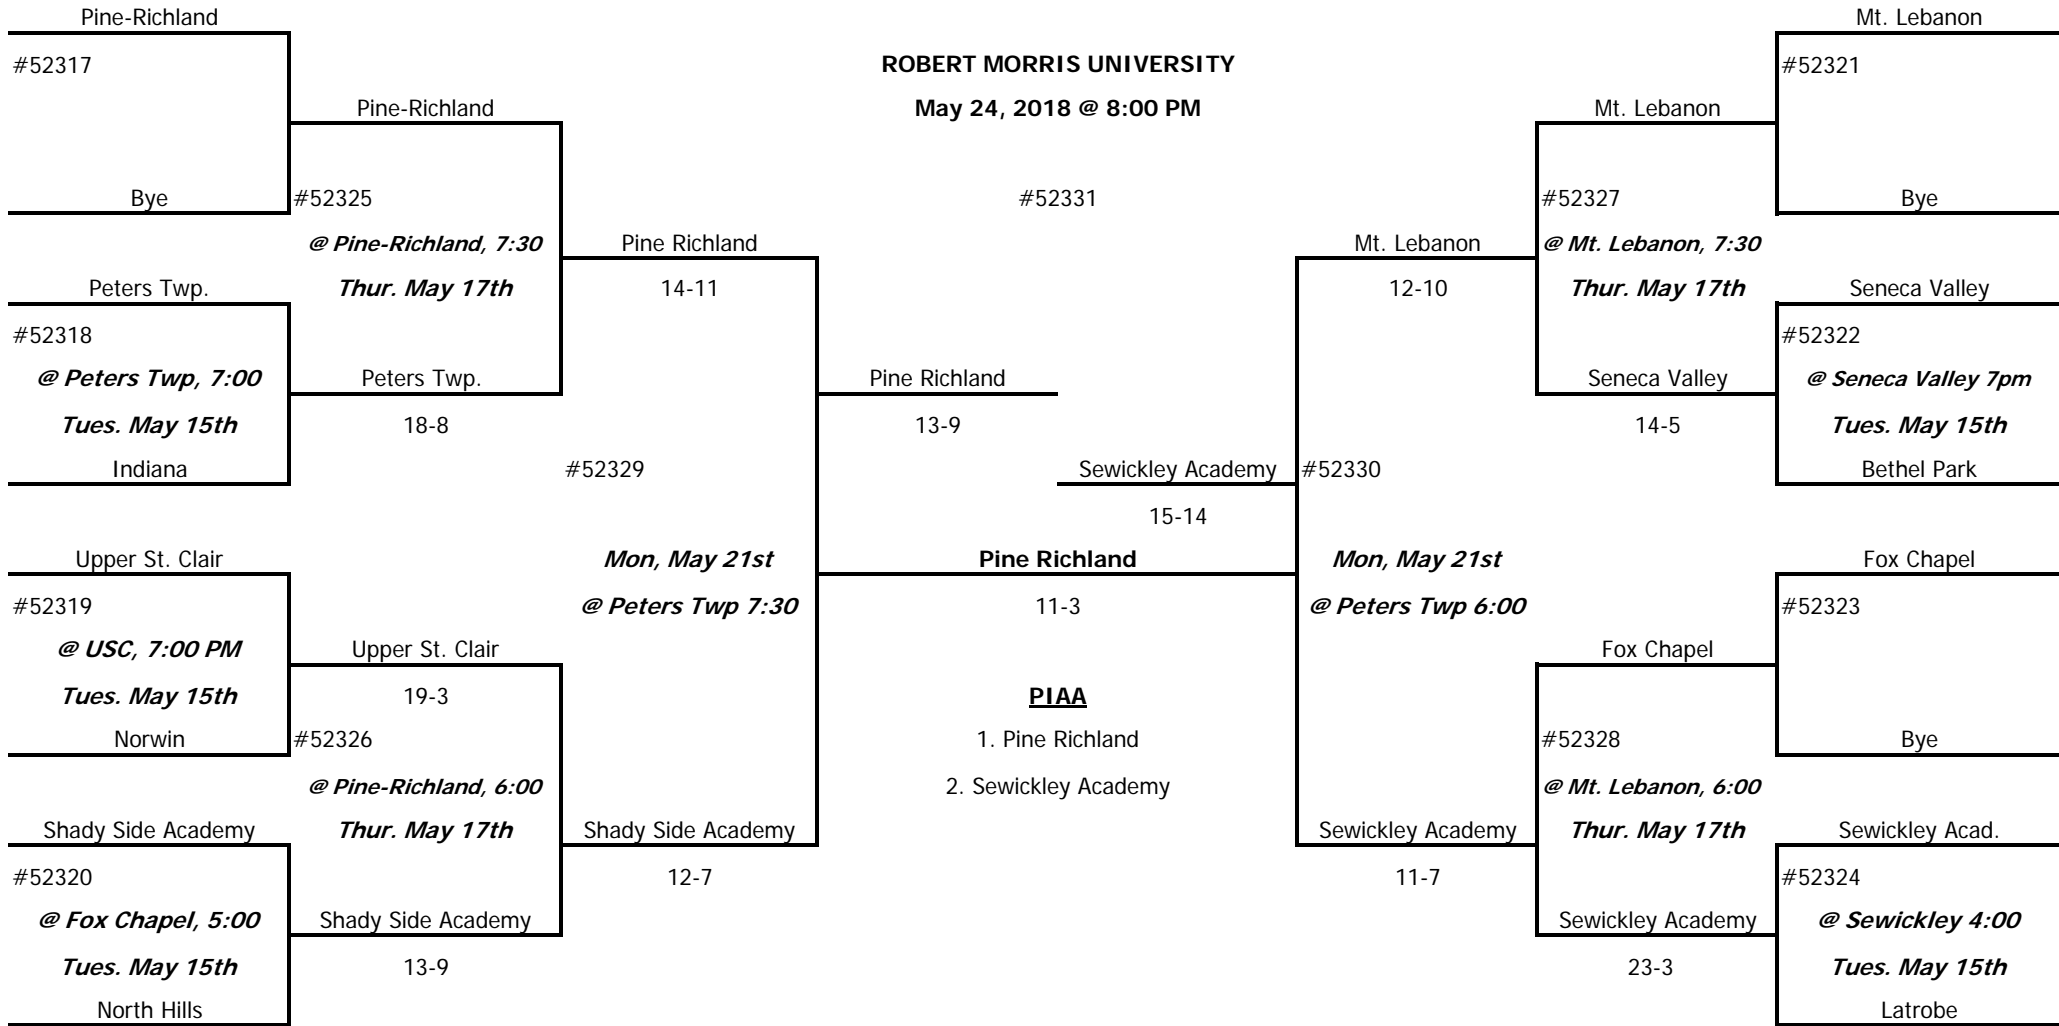 Pine-Richland
Mt. Lebanon
#52317
ROBERT MORRIS UNIVERSITY
#52321
Pine-Richland
May 24, 2018 @ 8:00 PM
Mt. Lebanon
Bye
#52325
#52331
#52327
Bye
@ Pine-Richland, 7:30
Pine Richland
Mt. Lebanon
@ Mt. Lebanon, 7:30
Peters Twp.
Thur. May 17th
14-11
12-10
Thur. May 17th
Seneca Valley
#52318
#52322
@ Peters Twp, 7:00
Peters Twp.
Pine Richland
Seneca Valley
@ Seneca Valley 7pm
Tues. May 15th
18-8
13-9
14-5
Tues. May 15th
Indiana
#52329
Sewickley Academy
#52330
Bethel Park
15-14
Upper St. Clair
Mon, May 21st
Pine Richland
Mon, May 21st
Fox Chapel
#52319
@ Peters Twp 7:30
11-3
@ Peters Twp 6:00
#52323
@ USC, 7:00 PM
Upper St. Clair
Fox Chapel
Tues. May 15th
19-3
PIAA
Norwin
#52326
1. Pine Richland
#52328
Bye
@ Pine-Richland, 6:00
2. Sewickley Academy
@ Mt. Lebanon, 6:00
Shady Side Academy
Thur. May 17th
Shady Side Academy
Sewickley Academy
Thur. May 17th
Sewickley Acad.
#52320
12-7
11-7
#52324
@ Fox Chapel, 5:00
Shady Side Academy
Sewickley Academy
@ Sewickley 4:00
Tues. May 15th
13-9
23-3
Tues. May 15th
North Hills
Latrobe